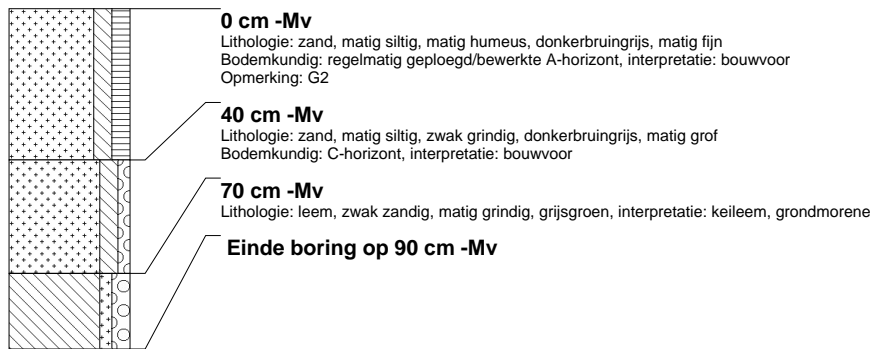 0 cm -Mv
Lithologie: zand, matig siltig, matig humeus, donkerbruingrijs, matig fijn
Bodemkundig: regelmatig geploegd/bewerkte A-horizont, interpretatie: bouwvoor
Opmerking: G2
40 cm -Mv
Lithologie: zand, matig siltig, zwak grindig, donkerbruingrijs, matig grof
Bodemkundig: C-horizont, interpretatie: bouwvoor
70 cm -Mv
Lithologie: leem, zwak zandig, matig grindig, grijsgroen, interpretatie: keileem, grondmorene
Einde boring op 90 cm -Mv